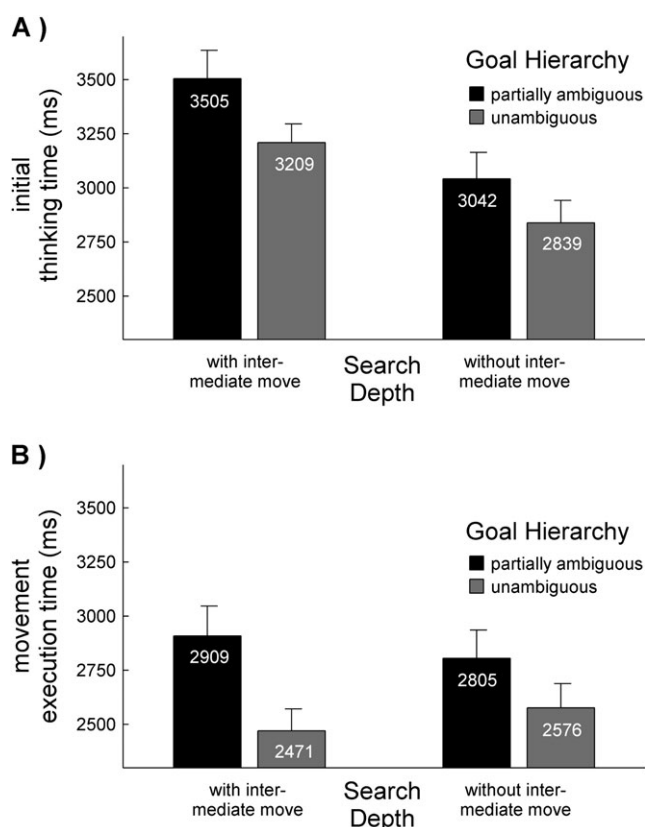 A )
initial
thinking time (ms)
3500
3250
3000
2750
2500
Goal Hierarchy
partially ambiguous
unambiguous
3505
3209
3042
2839
with inter-
mediate move
Search
Depth
without inter-
mediate move
B )
movement
execution time (ms)
3500
3250
3000
2750
2500
Goal Hierarchy
partially ambiguous
unambiguous
2909
2471
2805
2576
with inter-
mediate move
Search
Depth
without inter-
mediate move